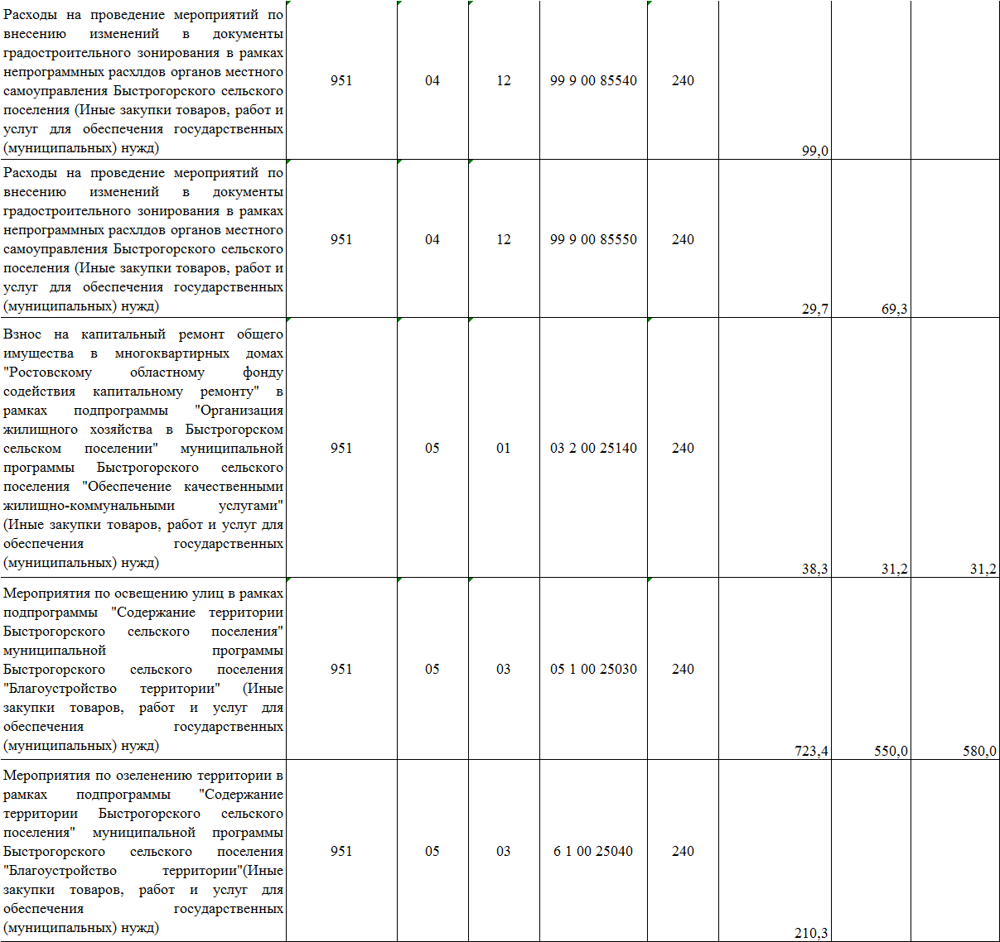 Расходы на проведение мероприятий по
внесению изменений в документы
градостроительного зонирования в рамках
непрограммных расхлдов органов местного
самоуправления Быстрогорского сельского
поселения (Иные закупки товаров, работ и
услуг для обеспечения государственных
(муниципальных) нужд)
951 04 12 99 9 00 85540 240
99,0
Расходы на проведение мероприятий по
внесению изменений в документы
градостроительного зонирования в рамках
непрограммных расхлдов органов местного
самоуправления Быстрогорского сельского
поселения (Иные закупки товаров, работ и
услуг для обеспечения государственных
(муниципальных) нужд)
951 04 12 99 9 00 85550 240
29,7 69,3
Взнос на капитальный ремонт общего
имущества в многоквартирных домах
"Ростовскому областному фонду
содействия капитальному ремонту" в
рамках подпрограммы "Организация
жилищного хозяйства в Быстрогорском
сельском поселении" муниципальной
программы Быстрогорского сельского
поселения "Обеспечение качественными
жилищно-коммунальными услугами"
(Иные закупки товаров, работ и услуг для
обеспечения государственных
(муниципальных) нужд)
951 05 01 03 2 00 25140 240
38,3 31,2 31,2
Мероприятия по освещению улиц в рамках
подпрограммы "Содержание территории
Быстрогорского сельского поселения"
муниципальной программы
Быстрогорского сельского поселения
"Благоустройство территории" (Иные
закупки товаров, работ и услуг для
обеспечения государственных
(муниципальных) нужд)
951 05 03 05 1 00 25030 240
723,4 550,0 580,0
Мероприятия по озеленению территории в
рамках подпрограммы "Содержание
территории Быстрогорского сельского
поселения" муниципальной программы
Быстрогорского сельского поселения
"Благоустройство территории"(Иные
закупки товаров, работ и услуг для
обеспечения государственных
(муниципальных) нужд)
951 05 03 6 1 00 25040 240
210,3